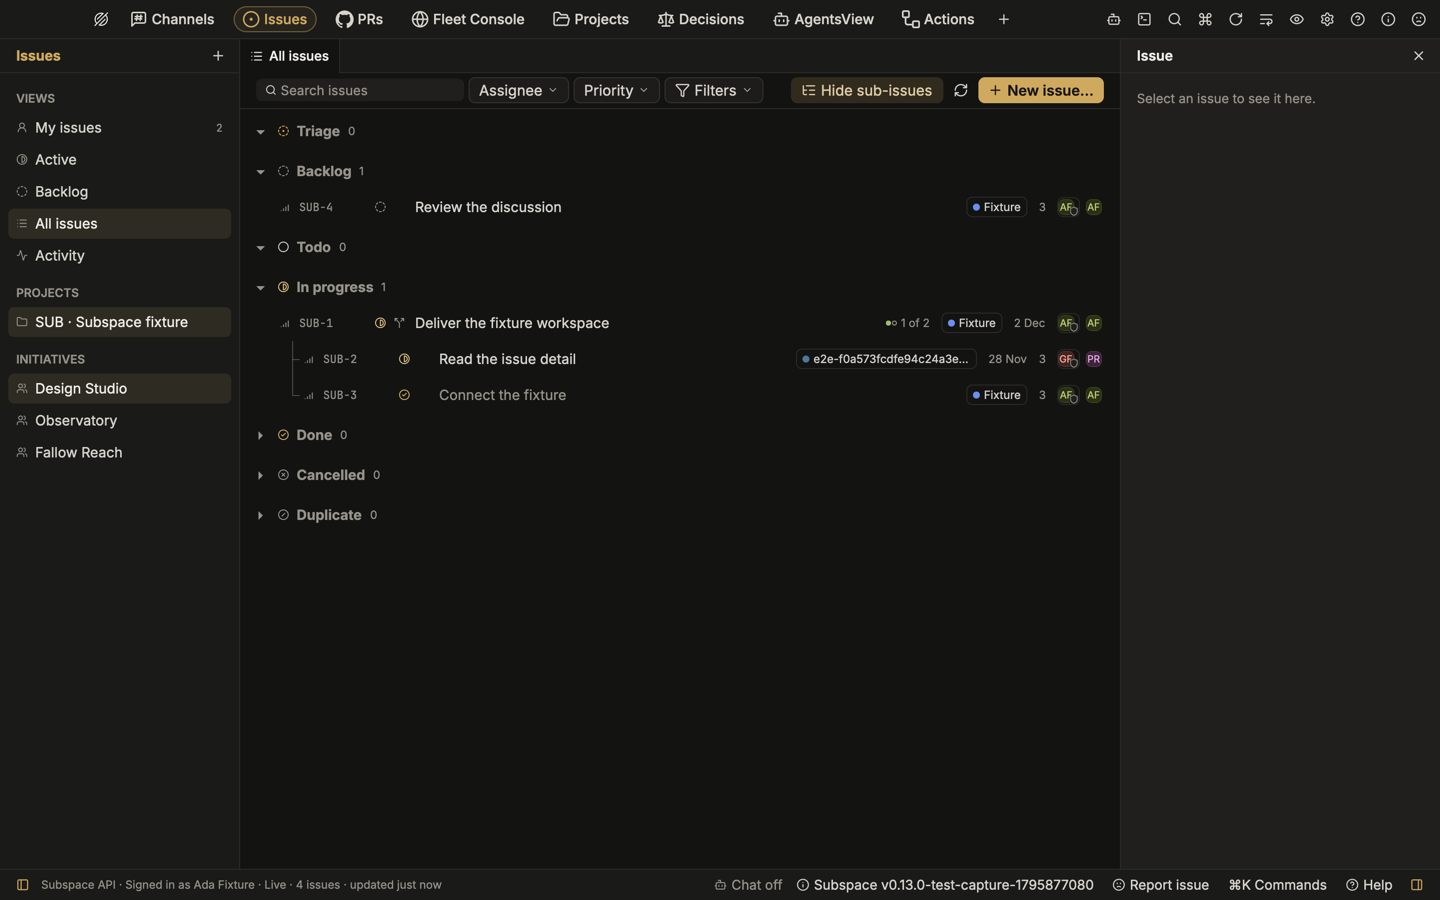 Channels Issues PRs Fleet Console Projects Decisions AgentsView Actions
Issues
VIEWS
My issues 2
Active
Backlog
All issues
Activity
PROJECTS
SUB · Subspace fixture
INITIATIVES
Design Studio
Observatory
Fallow Reach
All issues
Search issues Assignee Priority Filters Hide sub-issues New issue...
Triage 0
Backlog 1
SUB-4 Review the discussion Fixture 3 AF AF
Todo 0
In progress 1
SUB-1 Deliver the fixture workspace 1 of 2 Fixture 2 Dec AF AF
SUB-2 Read the issue detail e2e-f0a573fcdfe94c24a3e... 28 Nov 3 GF PR
SUB-3 Connect the fixture Fixture 3 AF AF
Done 0
Cancelled 0
Duplicate 0
Issue
Select an issue to see it here.
Subspace API · Signed in as Ada Fixture · Live · 4 issues · updated just now
Chat off Subspace v0.13.0-test-capture-1795877080 Report issue ⌘K Commands Help